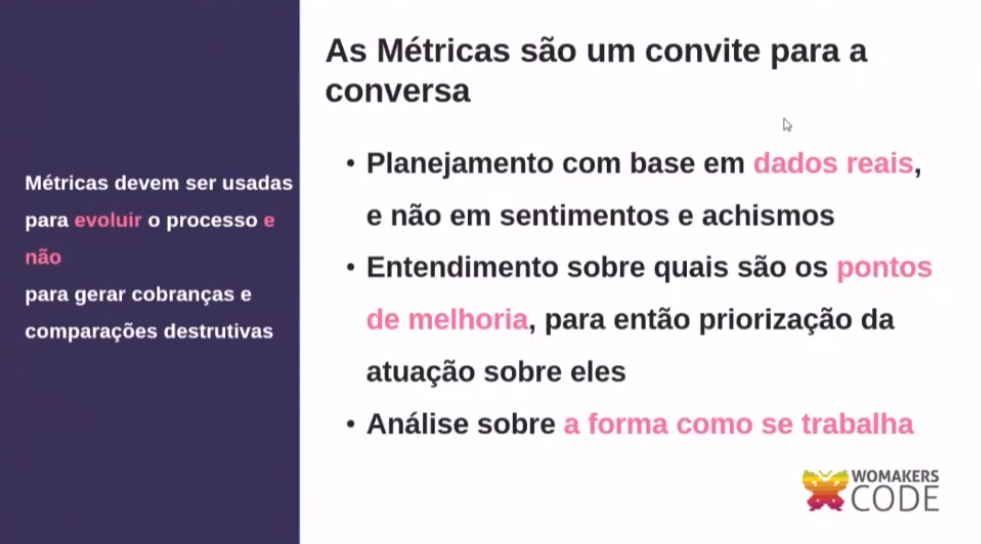 Métricas devem ser usadas
para evoluir o processo e
não
para gerar cobranças e
comparações destrutivas
As Métricas são um convite para a
conversa
• Planejamento com base em dados reais,
e não em sentimentos e achismos
• Entendimento sobre quais são os pontos
de melhoria, para então priorização da
atuação sobre eles
• Análise sobre a forma como se trabalha
WOMAKERS
CODE